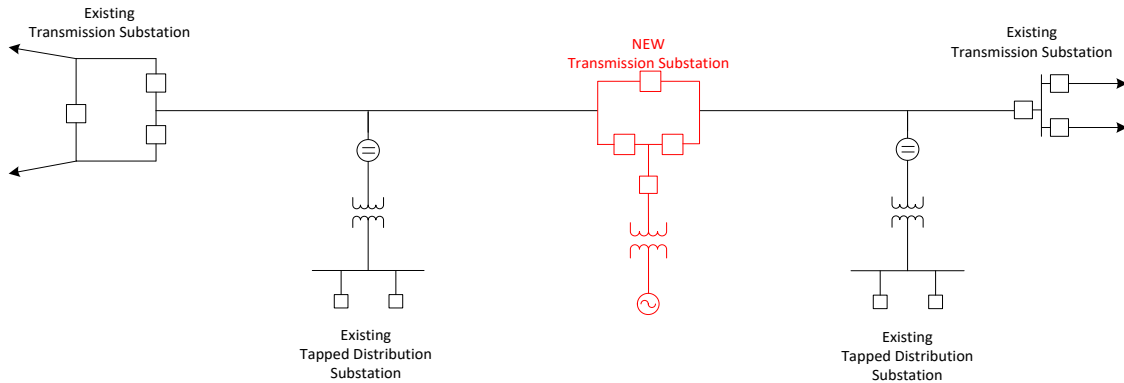 Existing
Transmission Substation
NEW
Transmission Substation
Existing
Transmission Substation
Existing
Tapped Distribution
Substation
Existing
Tapped Distribution
Substation